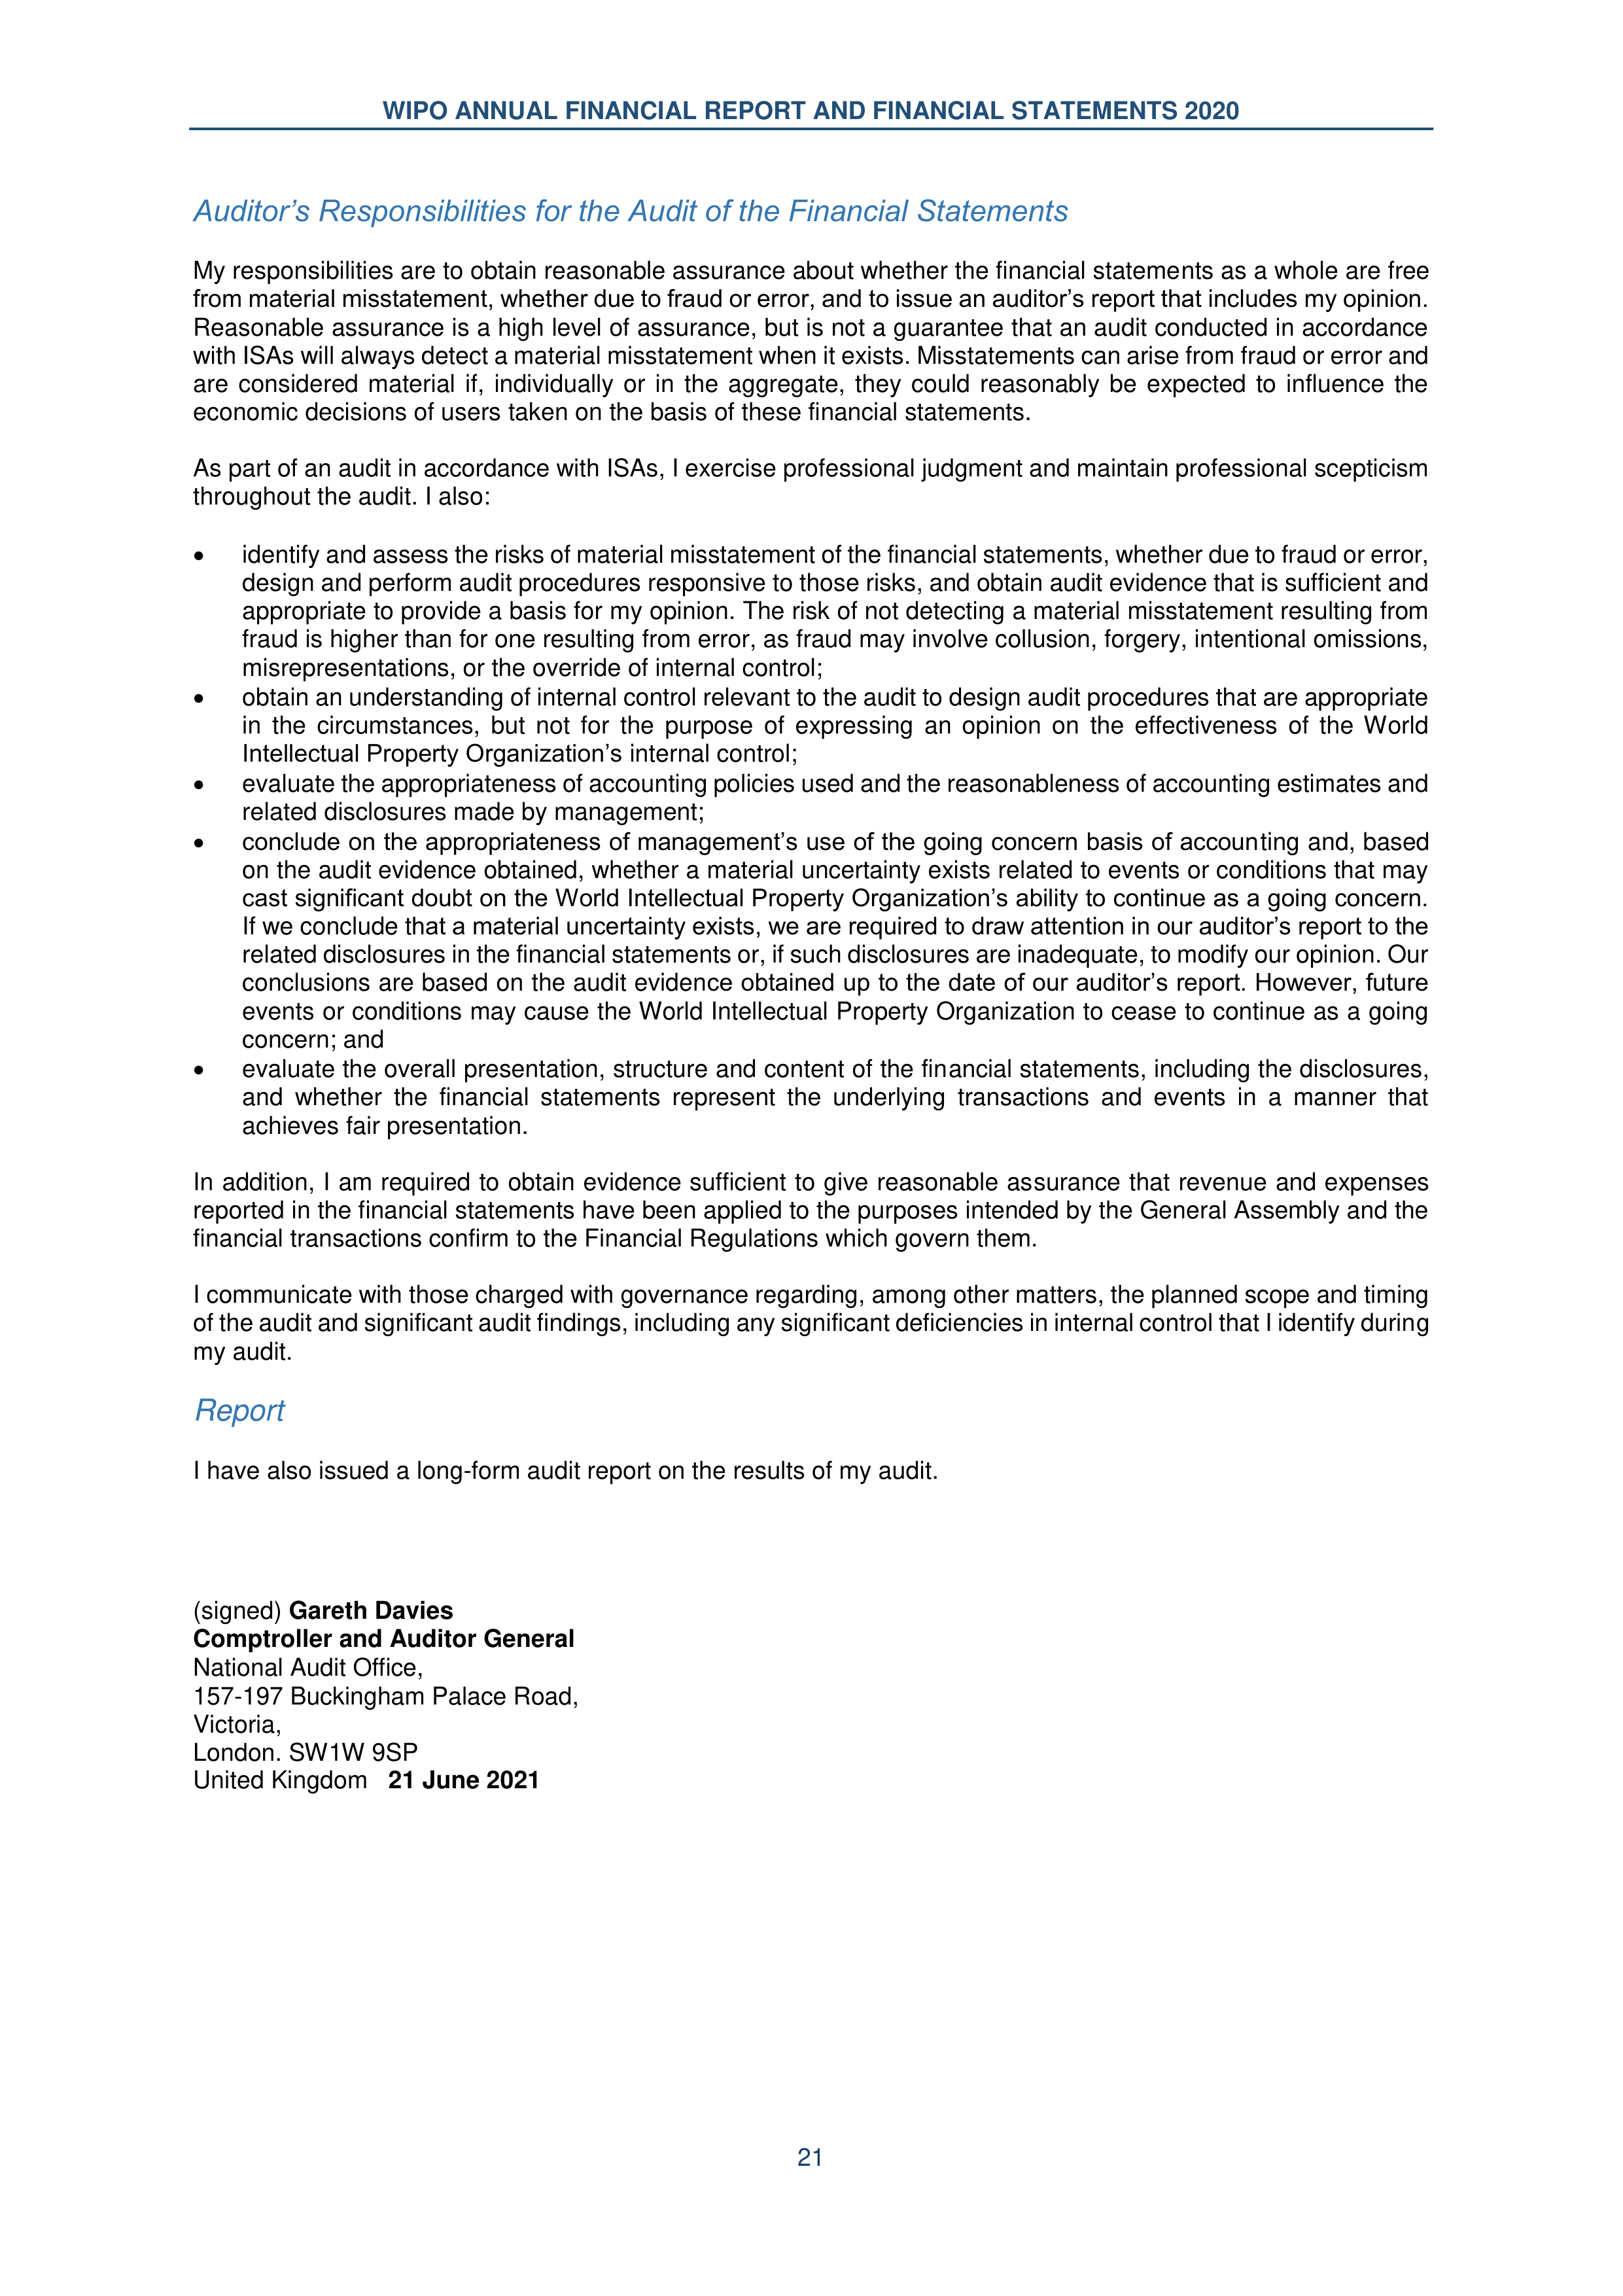 WIPO ANNUAL FINANCIAL REPORT AND FINANCIAL STATEMENTS 2020
Auditor’s Responsibilities for the Audit of the Financial Statements
My responsibilities are to obtain reasonable assurance about whether the financial statements as a whole are free
from material misstatement, whether due to fraud or error, and to issue an auditor’s report that includes my opinion.
Reasonable assurance is a high level of assurance, but is not a guarantee that an audit conducted in accordance
with ISAs will always detect a material misstatement when it exists. Misstatements can arise from fraud or error and
are considered material if, individually or in the aggregate, they could reasonably be expected to influence the
economic decisions of users taken on the basis of these financial statements.
As part of an audit in accordance with ISAs, I exercise professional judgment and maintain professional scepticism
throughout the audit. I also:
• identify and assess the risks of material misstatement of the financial statements, whether due to fraud or error,
design and perform audit procedures responsive to those risks, and obtain audit evidence that is sufficient and
appropriate to provide a basis for my opinion. The risk of not detecting a material misstatement resulting from
fraud is higher than for one resulting from error, as fraud may involve collusion, forgery, intentional omissions,
misrepresentations, or the override of internal control;
• obtain an understanding of internal control relevant to the audit to design audit procedures that are appropriate
in the circumstances, but not for the purpose of expressing an opinion on the effectiveness of the World
Intellectual Property Organization’s internal control;
• evaluate the appropriateness of accounting policies used and the reasonableness of accounting estimates and
related disclosures made by management;
• conclude on the appropriateness of management’s use of the going concern basis of accounting and, based
on the audit evidence obtained, whether a material uncertainty exists related to events or conditions that may
cast significant doubt on the World Intellectual Property Organization’s ability to continue as a going concern.
If we conclude that a material uncertainty exists, we are required to draw attention in our auditor’s report to the
related disclosures in the financial statements or, if such disclosures are inadequate, to modify our opinion. Our
conclusions are based on the audit evidence obtained up to the date of our auditor’s report. However, future
events or conditions may cause the World Intellectual Property Organization to cease to continue as a going
concern; and
• evaluate the overall presentation, structure and content of the financial statements, including the disclosures,
and whether the financial statements represent the underlying transactions and events in a manner that
achieves fair presentation.
In addition, I am required to obtain evidence sufficient to give reasonable assurance that revenue and expenses
reported in the financial statements have been applied to the purposes intended by the General Assembly and the
financial transactions confirm to the Financial Regulations which govern them.
I communicate with those charged with governance regarding, among other matters, the planned scope and timing
of the audit and significant audit findings, including any significant deficiencies in internal control that I identify during
my audit.
Report
I have also issued a long-form audit report on the results of my audit.
(signed) Gareth Davies
Comptroller and Auditor General
National Audit Office,
157-197 Buckingham Palace Road,
Victoria,
London. SW1W 9SP
United Kingdom 21 June 2021
21